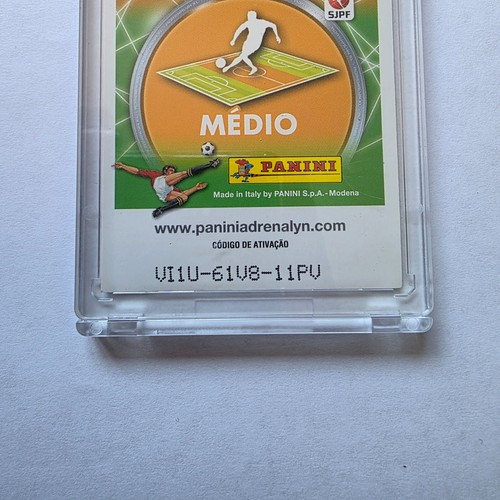 SJPF
MÉDIO
PANINI
Made in Italy by PANINI S.p.A. - Modena
www.paniniadrenalyn.com
CÓDIGO DE ATIVAÇÃO
VI1U-61V8-11PV